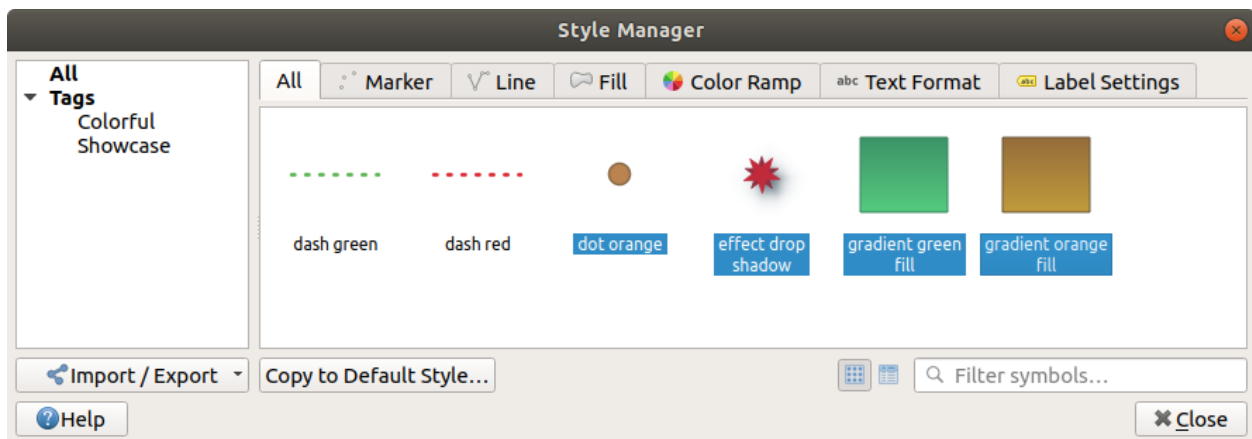 Style Manager
All
Tags
Colorful
Showcase
All
Marker
Line
Fill
Color Ramp
abc Text Format
abc Label Settings
dash green
dash red
dot orange
effect drop
shadow
gradient green
fill
gradient orange
fill
Import / Export
Copy to Default Style...
Filter symbols...
?Help
Close